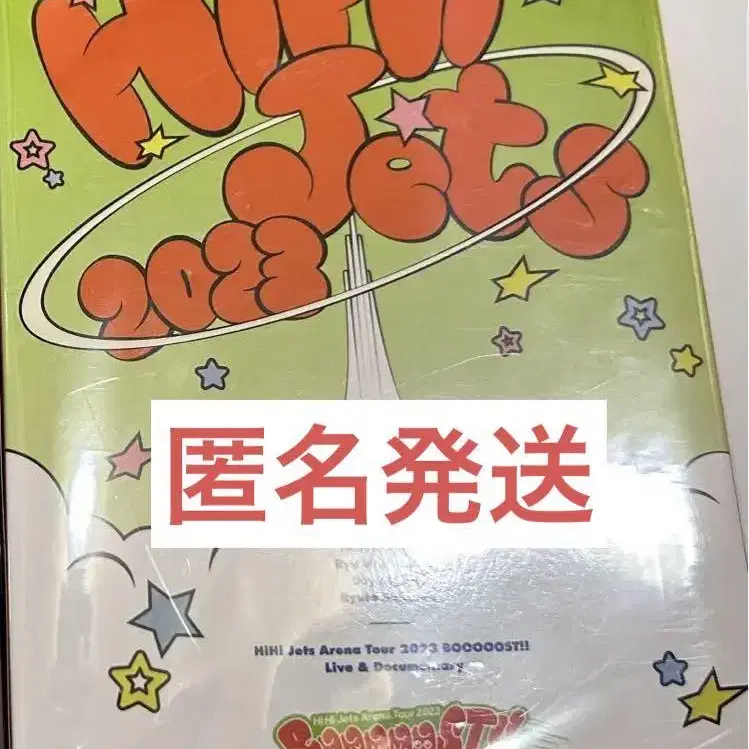 HiHi
Jets
2023
匿名発送
HiHi Jets Arena Tour 2023 BOOOOOST!!
Live & Documentary
HiHi Jets Arena Tour 2023
BOOOOOST!!